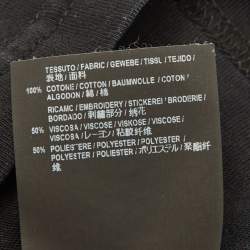 TESSUTO / FABRIC / GEWEBE / TISSU / TEJIDO /
表地 / 面料
100% COTONE / COTTON / BAUMWOLLE / COTON /
ALGODON / 綿 / 棉
RICAMO / EMBROIDERY / STICKEREI / BRODERIE /
BORDADO / 刺繍部分 / 绣花
50% VISCOSA / VISCOSE / VISKOSE / VISCOSE /
VISCOSA / レーヨン / 粘胶纤维
50% POLIESTERE / POLYESTER / POLYESTER /
POLYESTER / POLIESTER / ポリエステル / 聚酯纤
维